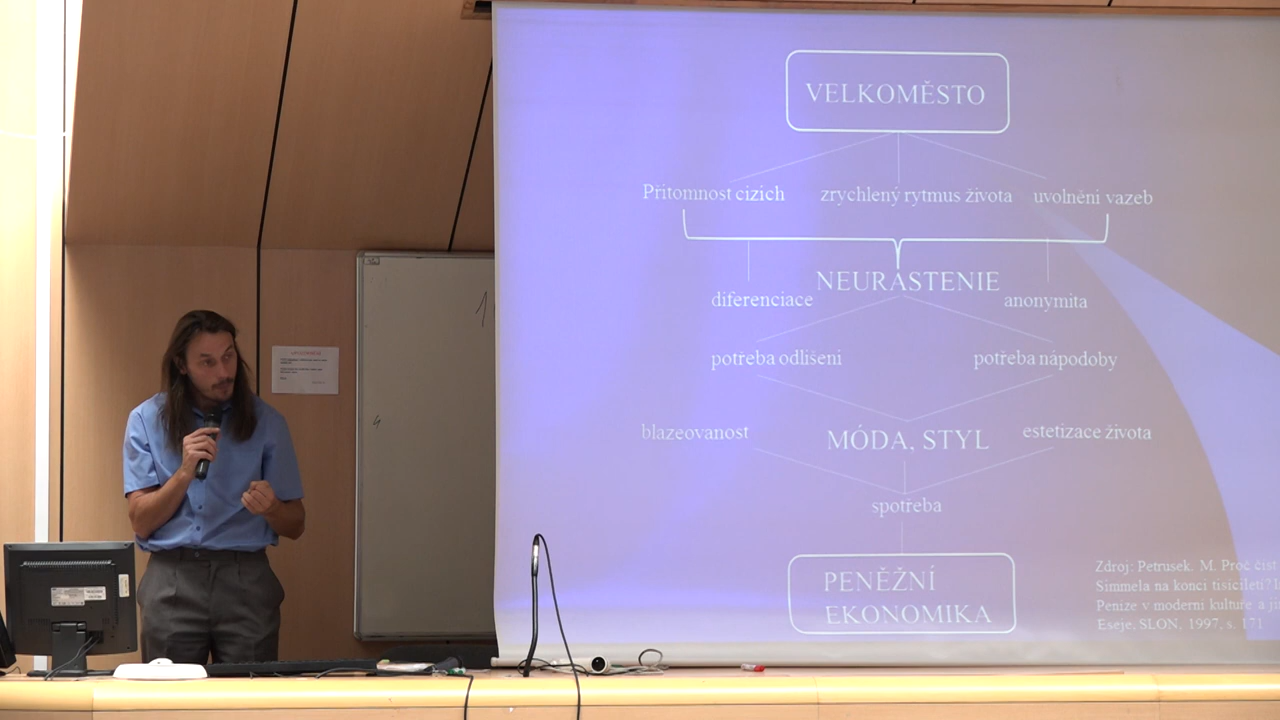 VELKOMĚSTO
Přítomnost cizích zrychlený rytmus života uvolnění vazeb
NEURASTENIE
diferenciace anonymita
potřeba odlišení potřeba nápodoby
blazeovanost MÓDA, STYL estetizace života
spotřeba
PENĚŽNÍ
EKONOMIKA
Zdroj: Petrusek, M. Proč číst
Simmela na konci tisíciletí?
Peníze v moderní kultuře a
Eseje, SLON, 1997, s. 171